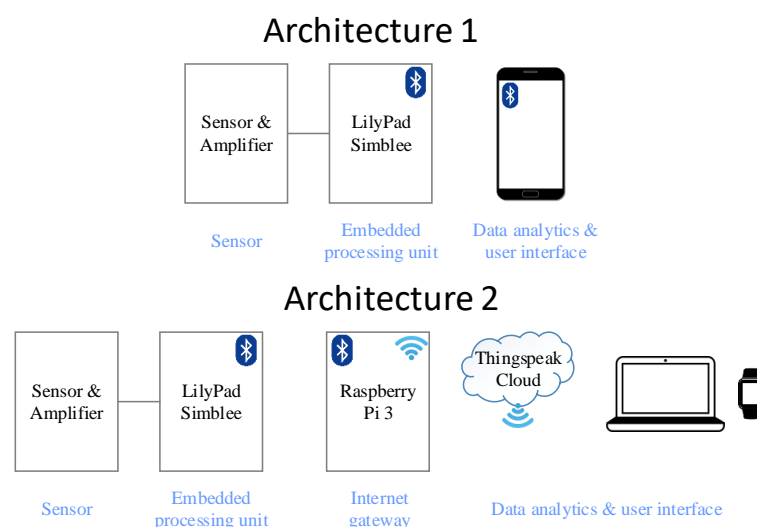 Architecture 1
Sensor &
Amplifier
LilyPad
Simblee
Sensor
Embedded
processing unit
Data analytics &
user interface
Architecture 2
Sensor &
Amplifier
LilyPad
Simblee
Raspberry
Pi 3
Thingspeak
Cloud
Sensor
Embedded
processing unit
Internet
gateway
Data analytics & user interface